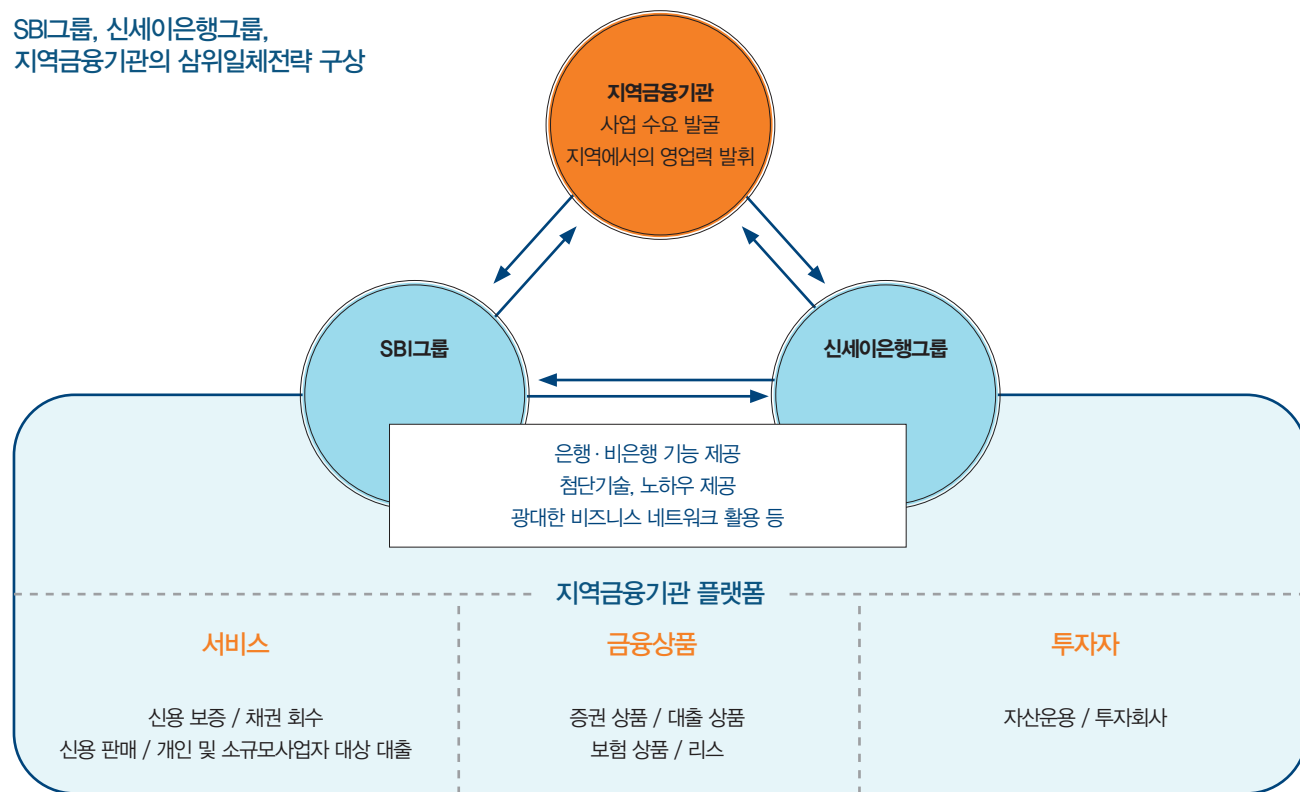 SBI그룹, 신세이은행그룹,
지역금융기관의 삼위일체전략 구상
지역금융기관
사업 수요 발굴
지역에서의 영업력 발휘
SBI그룹
신세이은행그룹
은행·비은행 기능 제공
첨단기술, 노하우 제공
광대한 비즈니스 네트워크 활용 등
지역금융기관 플랫폼
서비스
신용 보증 / 채권 회수
신용 판매 / 개인 및 소규모사업자 대상 대출
금융상품
증권 상품 / 대출 상품
보험 상품 / 리스
투자자
자산운용 / 투자회사